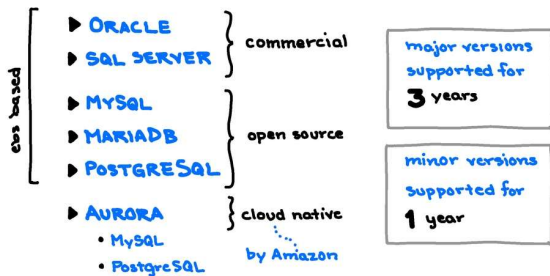 ebs based
▶ ORACLE
▶ SQL SERVER
commercial
▶ MYSQL
▶ MARIADB
▶ POSTGRESQL
open source
▶ AURORA
• MySQL
• PostgreSQL
cloud native
by Amazon
major versions
supported for
3 years
minor versions
supported for
1 year